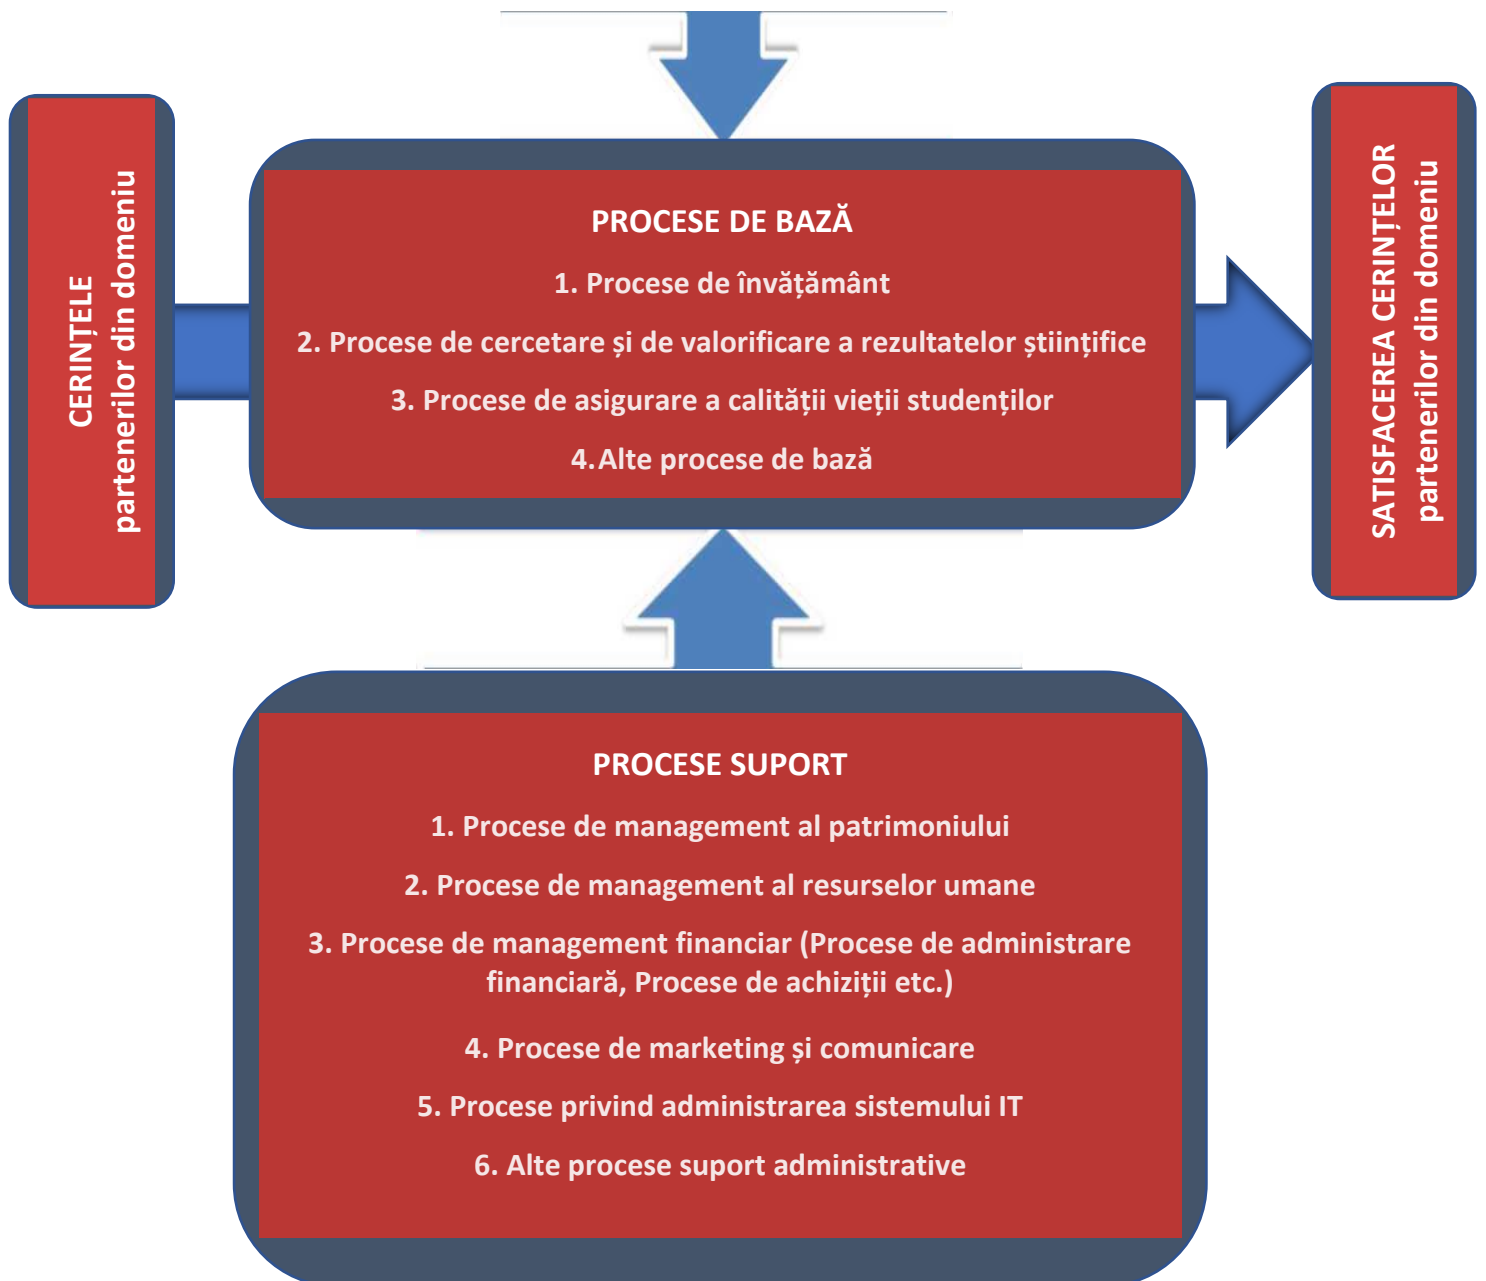 CERINȚELE
partenerilor din domeniu
PROCESE DE BAZĂ
1. Procese de învățământ
2. Procese de cercetare și de valorificare a rezultatelor științifice
3. Procese de asigurare a calității vieții studenților
4. Alte procese de bază
SATISFACEREA CERINȚELOR
partenerilor din domeniu
PROCESE SUPORT
1. Procese de management al patrimoniului
2. Procese de management al resurselor umane
3. Procese de management financiar (Procese de administrare
financiară, Procese de achiziții etc.)
4. Procese de marketing și comunicare
5. Procese privind administrarea sistemului IT
6. Alte procese suport administrative